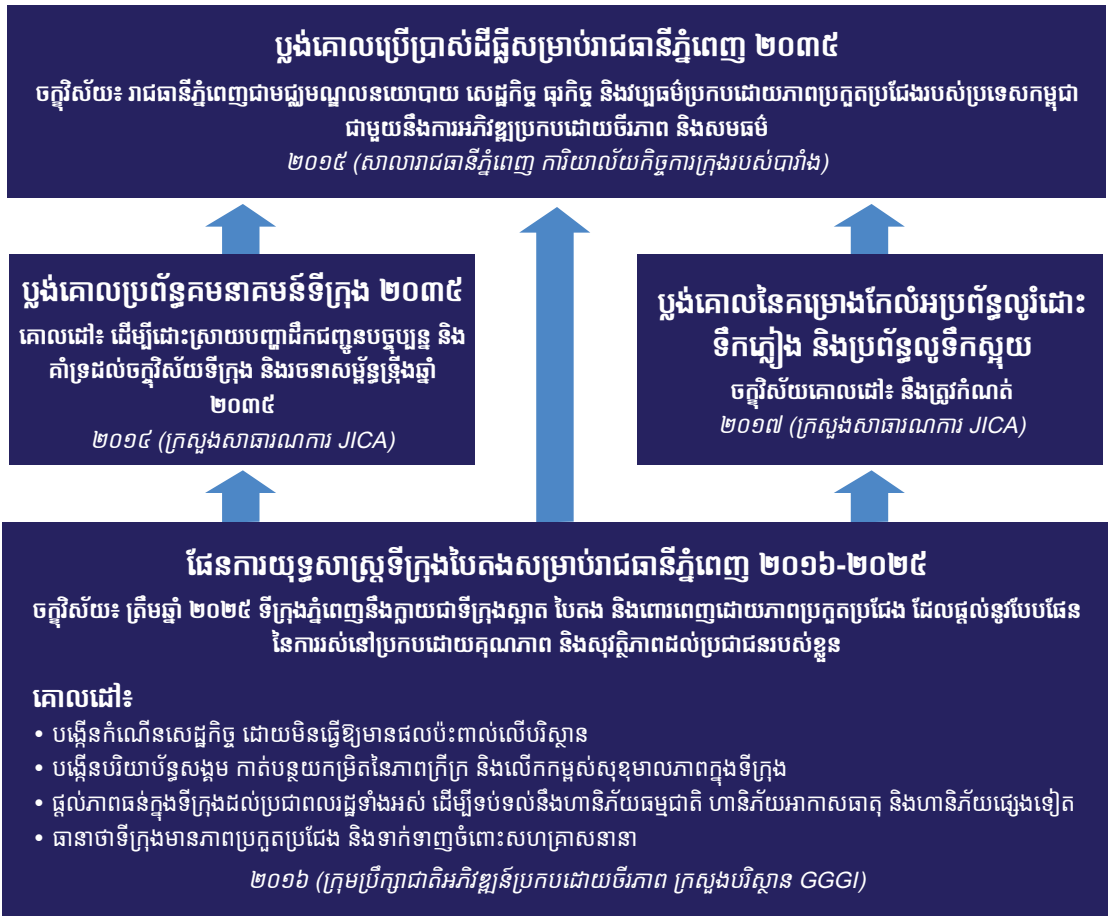 ប្លង់គោលប្រើប្រាស់ដីធ្លីសម្រាប់រាជធានីភ្នំពេញ ២០៣៥
ចក្ខុវិស័យ៖ រាជធានីភ្នំពេញជាមជ្ឈមណ្ឌលនយោបាយ សេដ្ឋកិច្ច ធុរកិច្ច និងវប្បធម៌ប្រកបដោយភាពប្រកួតប្រជែងរបស់ប្រទេសកម្ពុជា
ជាមួយនឹងការអភិវឌ្ឍប្រកបដោយចីរភាព និងសមធម៌
២០១៥ (សាលារាជធានីភ្នំពេញ ការិយាល័យកិច្ចការក្រុងរបស់បារាំង)
ប្លង់គោលប្រព័ន្ធគមនាគមន៍ទីក្រុង ២០៣៥
គោលដៅ៖ ដើម្បីដោះស្រាយបញ្ហាដឹកជញ្ជូនបច្ចុប្បន្ន និង
គាំទ្រដល់ចក្ខុវិស័យទីក្រុង និងរចនាសម្ព័ន្ធទ្រឹងឆ្នាំ
២០៣៥
២០១៤ (ក្រសួងសាធារណការ JICA)
ប្លង់គោលនៃគម្រោងកែលំអប្រព័ន្ធលូរំដោះ
ទឹកភ្លៀង និងប្រព័ន្ធលូទឹកស្អុយ
ចក្ខុវិស័យគោលដៅ៖ នឹងត្រូវកំណត់
២០១៧ (ក្រសួងសាធារណការ JICA)
ផែនការយុទ្ធសាស្ត្រទីក្រុងបៃតងសម្រាប់រាជធានីភ្នំពេញ ២០១៦-២០២៥
ចក្ខុវិស័យ៖ ត្រឹមឆ្នាំ ២០២៥ ទីក្រុងភ្នំពេញនឹងក្លាយជាទីក្រុងស្អាត បៃតង និងពោរពេញដោយភាពប្រកួតប្រជែង ដែលផ្តល់នូវបែបផែន
នៃការរស់នៅប្រកបដោយគុណភាព និងសុវត្ថិភាពដល់ប្រជាជនរបស់ខ្លួន
គោលដៅ៖
• បង្កើនកំណើនសេដ្ឋកិច្ច ដោយមិនធ្វើឱ្យមានផលប៉ះពាល់លើបរិស្ថាន
• បង្កើនបរិយាប័ន្នសង្គម កាត់បន្ថយកម្រិតនៃភាពក្រីក្រ និងលើកកម្ពស់សុខុមាលភាពក្នុងទីក្រុង
• ផ្តល់ភាពធន់ក្នុងទីក្រុងដល់ប្រជាពលរដ្ឋទាំងអស់ ដើម្បីទប់ទល់នឹងហានិភ័យធម្មជាតិ ហានិភ័យអាកាសធាតុ និងហានិភ័យផ្សេងទៀត
• ធានាថាទីក្រុងមានភាពប្រកួតប្រជែង និងទាក់ទាញចំពោះសហគ្រាសនានា
២០១៦ (ក្រុមប្រឹក្សាជាតិអភិវឌ្ឍន៍ប្រកបដោយចីរភាព ក្រសួងបរិស្ថាន GGGI)